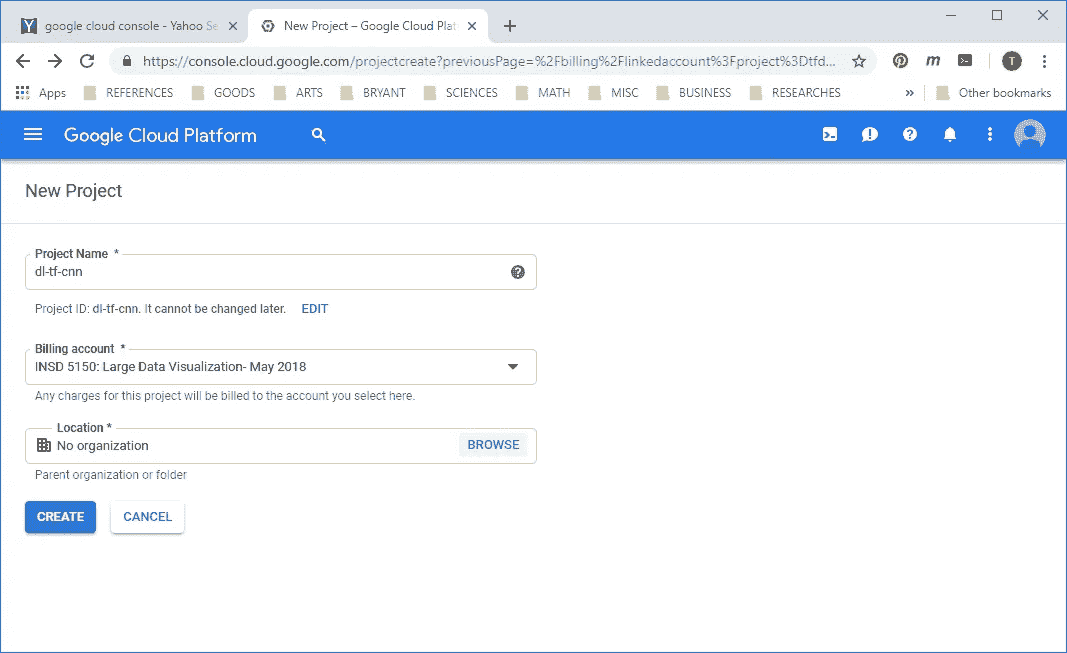 google cloud console - Yahoo Se
New Project – Google Cloud Plat
https://console.cloud.google.com/projectcreate?previousPage=%2Fbilling%2Flinkedaccount%3Fproject%3Dtfd...
m
T
Apps REFERENCES GOODS ARTS BRYANT SCIENCES MATH MISC BUSINESS RESEARCHES » Other bookmarks
Google Cloud Platform
New Project
Project Name *
dl-tf-cnn
Project ID: dl-tf-cnn. It cannot be changed later. EDIT
Billing account *
INSD 5150: Large Data Visualization- May 2018
Any charges for this project will be billed to the account you select here.
Location *
No organization BROWSE
Parent organization or folder
CREATE CANCEL